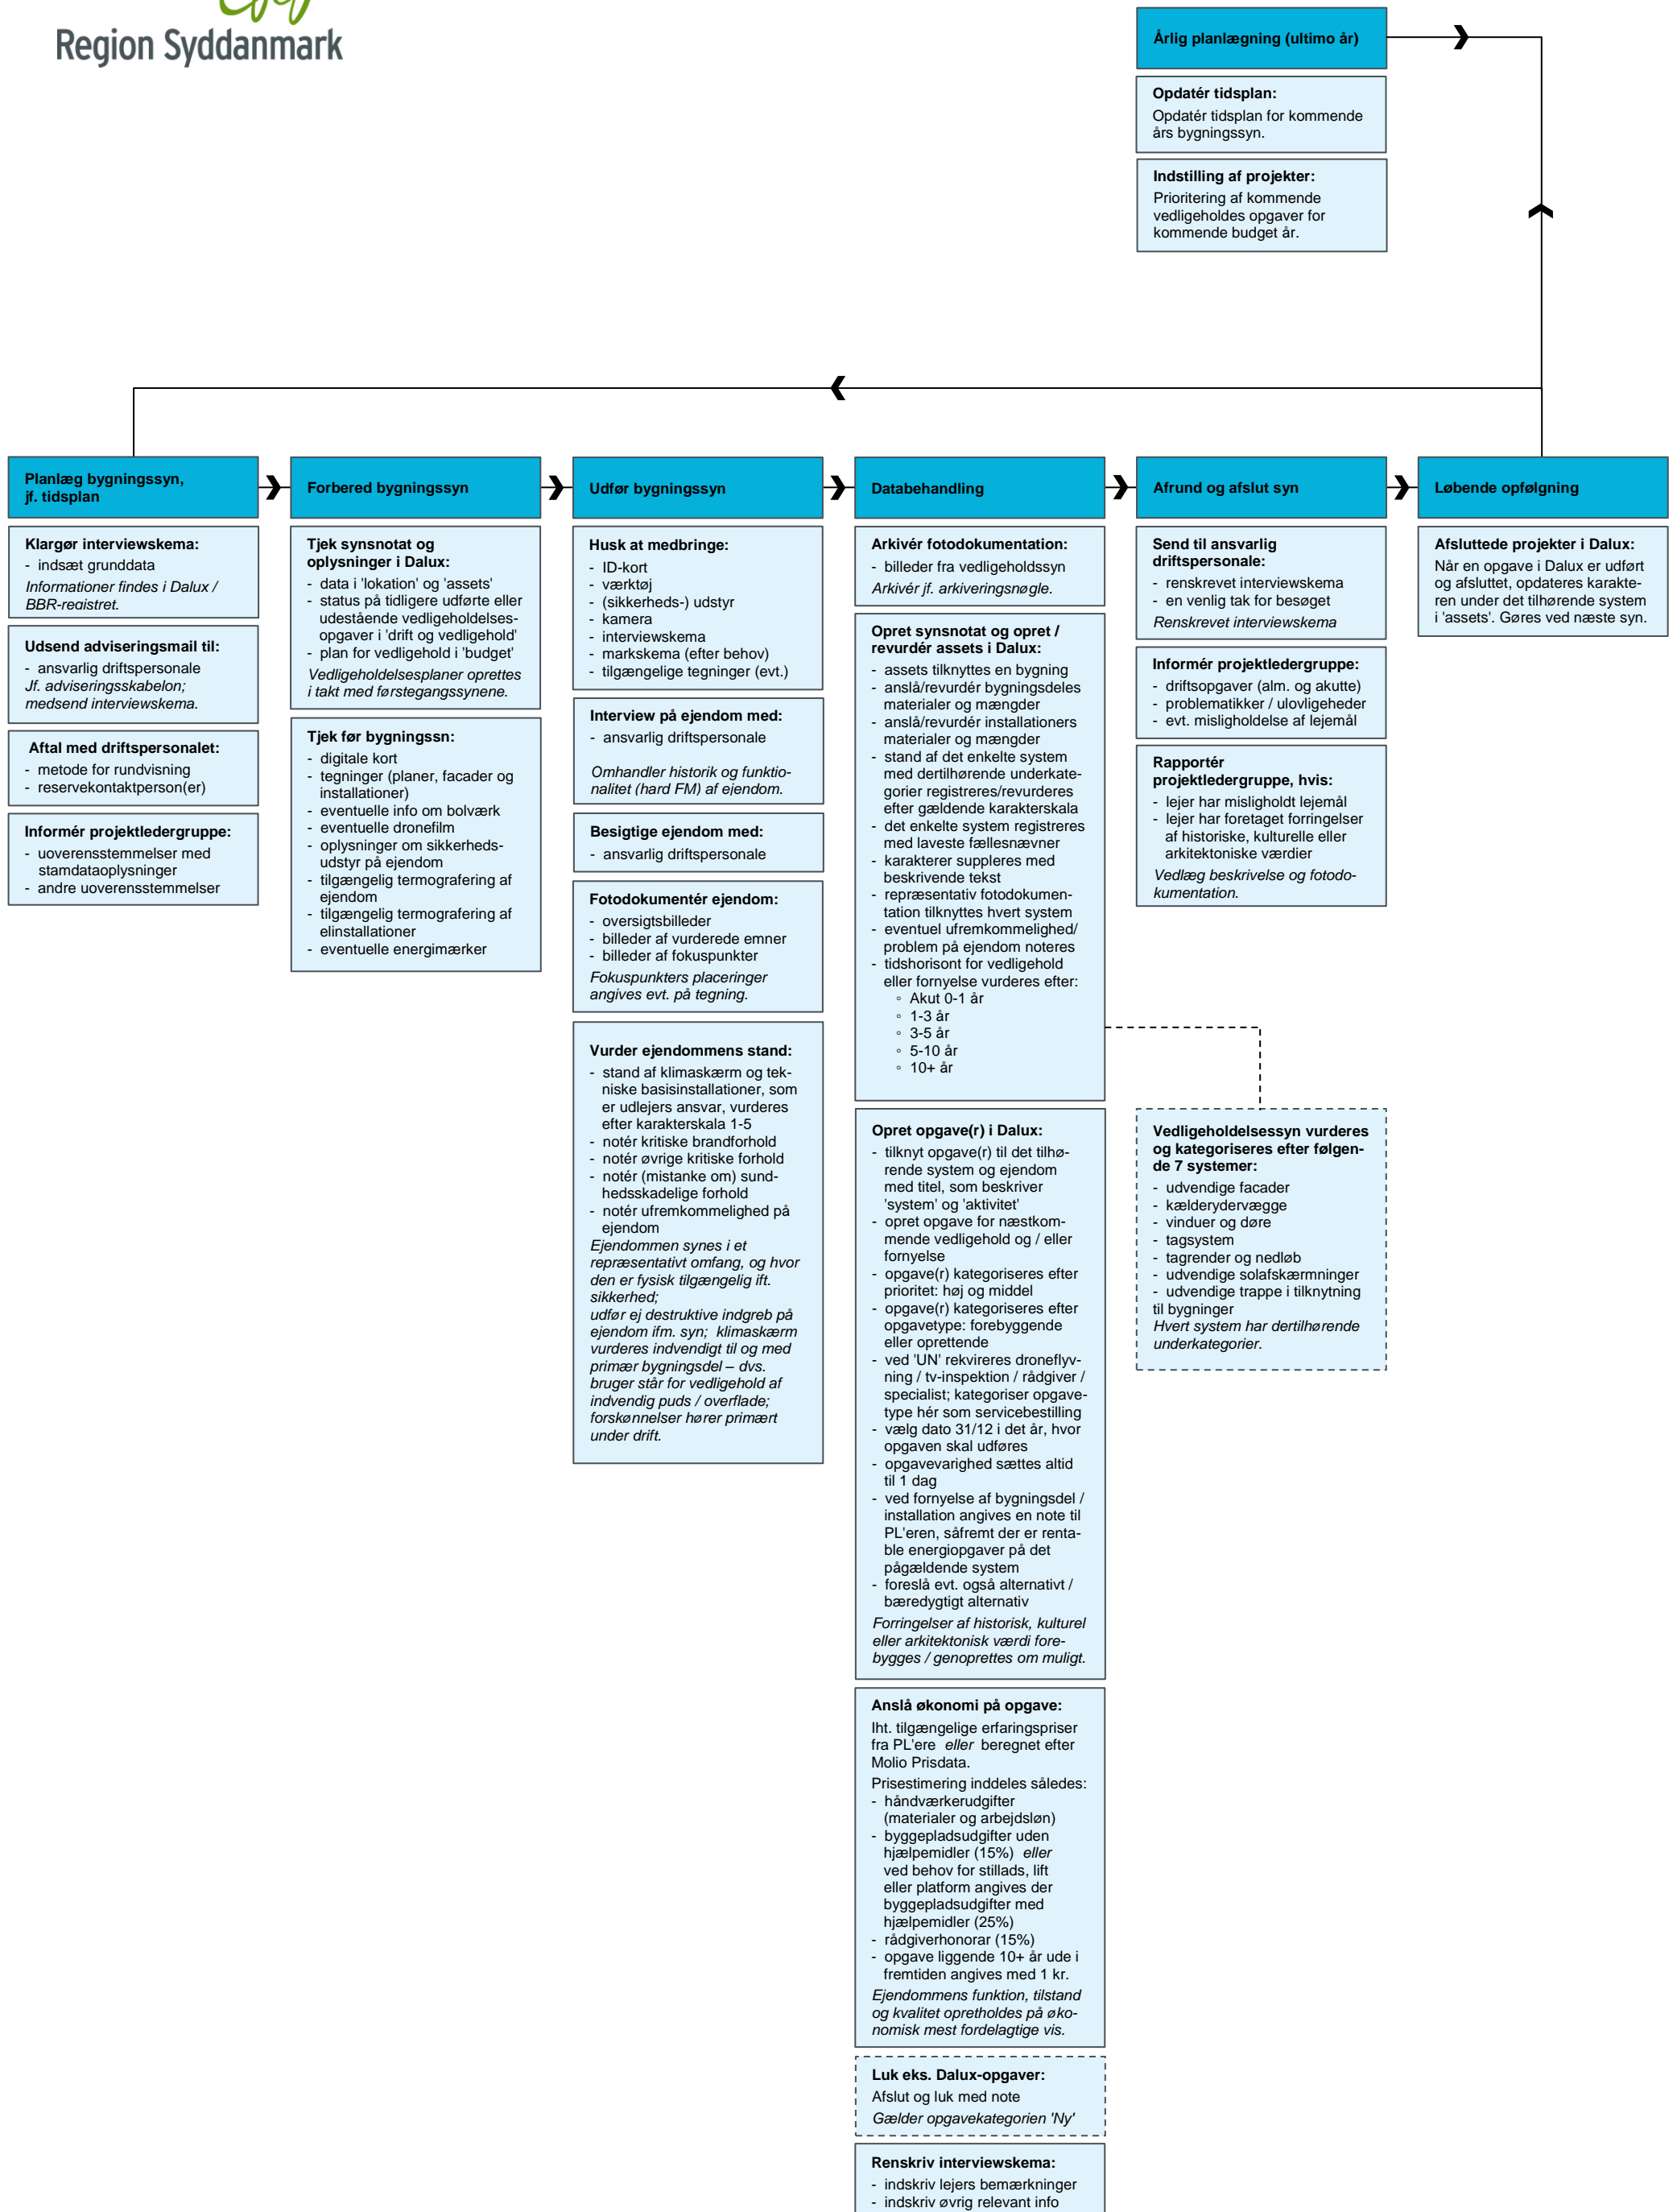 Region Syddanmark
Årlig planlægning (ultimo år)
Opdatér tidsplan:
Opdatér tidsplan for kommende
års bygningssyn.
Indstilling af projekter:
Prioritering af kommende
vedligeholdes opgaver for
kommende budget år.
Planlæg bygningssyn,
jf. tidsplan
Klargør interviewskema:
- indsæt grunddata
Informationer findes i Dalux /
BBR-registret.
Udsend adviseringsmail til:
- ansvarlig driftspersonale
Jf. adviseringsskabelon;
medsend interviewskema.
Aftal med driftspersonalet:
- metode for rundvisning
- reservekontaktperson(er)
Informér projektledergruppe:
- uoverensstemmelser med
stamdataoplysninger
- andre uoverensstemmelser
Forbered bygningssyn
Tjek synsnotat og
oplysninger i Dalux:
- data i 'lokation' og 'assets'
- status på tidligere udførte eller
udestående vedligeholdelses-
opgaver i 'drift og vedligehold'
- plan for vedligehold i 'budget'
Vedligeholdelsesplaner oprettes
i takt med førstegangssynene.
Tjek før bygningssn:
- digitale kort
- tegninger (planer, facader og
installationer)
- eventuelle info om bolværk
- eventuelle dronefilm
- oplysninger om sikkerheds-
udstyr på ejendom
- tilgængelig termografering af
ejendom
- tilgængelig termografering af
elinstallationer
- eventuelle energimærker
Udfør bygningssyn
Husk at medbringe:
- ID-kort
- værktøj
- (sikkerheds-) udstyr
- kamera
- interviewskema
- markskema (efter behov)
- tilgængelige tegninger (evt.)
Interview på ejendom med:
- ansvarlig driftspersonale
Omhandler historik og funktio-
nalitet (hard FM) af ejendom.
Besigtige ejendom med:
- ansvarlig driftspersonale
Fotodokumentér ejendom:
- oversigtsbilleder
- billeder af vurderede emner
- billeder af fokuspunkter
Fokuspunkters placeringer
angives evt. på tegning.
Vurder ejendommens stand:
- stand af klimaskærm og tek-
niske basisinstallationer, som
er udlejers ansvar, vurderes
efter karakterskala 1-5
- notér kritiske brandforhold
- notér øvrige kritiske forhold
- notér (mistanke om) sund-
hedsskadelige forhold
- notér ufremkommelighed på
ejendom
Ejendommen synes i et
repræsentativt omfang, og hvor
den er fysisk tilgængelig ift.
sikkerhed;
udfør ej destruktive indgreb på
ejendom ifm. syn; klimaskærm
vurderes indvendigt til og med
primær bygningsdel – dvs.
bruger står for vedligehold af
indvendig puds / overflade;
forskønnelser hører primært
under drift.
Databehandling
Arkivér fotodokumentation:
- billeder fra vedligeholdssyn
Arkivér jf. arkiveringsnøgle.
Opret synsnotat og opret /
revurdér assets i Dalux:
- assets tilknyttes en bygning
- anslå/revurdér bygningsdeles
materialer og mængder
- anslå/revurdér installationers
materialer og mængder
- stand af det enkelte system
med dertilhørende underkate-
gorier registreres/revurderes
efter gældende karakterskala
- det enkelte system registreres
med laveste fællesnævner
- karakterer suppleres med
beskrivende tekst
- repræsentativ fotodokumen-
tation tilknyttes hvert system
- eventuel ufremkommelighed/
problem på ejendom noteres
- tidshorisont for vedligehold
eller fornyelse vurderes efter:
◦ Akut 0-1 år
◦ 1-3 år
◦ 3-5 år
◦ 5-10 år
◦ 10+ år
Opret opgave(r) i Dalux:
- tilknyt opgave(r) til det tilhø-
rende system og ejendom
med titel, som beskriver
'system' og 'aktivitet'
- opret opgave for næstkom-
mende vedligehold og / eller
fornyelse
- opgave(r) kategoriseres efter
prioritet: høj og middel
- opgave(r) kategoriseres efter
opgavetype: forebyggende
eller oprettende
- ved 'UN' rekvireres droneflyv-
ning / tv-inspektion / rådgiver /
specialist; kategoriser opgave-
type hér som servicebestilling
- vælg dato 31/12 i det år, hvor
opgaven skal udføres
- opgavevarighed sættes altid
til 1 dag
- ved fornyelse af bygningsdel /
installation angives en note til
PL'eren, såfremt der er renta-
ble energiopgaver på det
pågældende system
- foreslå evt. også alternativt /
bæredygtigt alternativ
Forringelser af historisk, kulturel
eller arkitektonisk værdi fore-
bygges / genoprettes om muligt.
Anslå økonomi på opgave:
Iht. tilgængelige erfaringspriser
fra PL'ere eller beregnet efter
Molio Prisdata.
Prisestimering inddeles således:
- håndværkerudgifter
(materialer og arbejdsløn)
- byggepladsudgifter uden
hjælpemidler (15%) eller
ved behov for stillads, lift
eller platform angives der
byggepladsudgifter med
hjælpemidler (25%)
- rådgiverhonorar (15%)
- opgave liggende 10+ år ude i
fremtiden angives med 1 kr.
Ejendommens funktion, tilstand
og kvalitet opretholdes på øko-
nomisk mest fordelagtige vis.
Luk eks. Dalux-opgaver:
Afslut og luk med note
Gælder opgavekategorien 'Ny'
Renskriv interviewskema:
- indskriv lejers bemærkninger
- indskriv øvrig relevant info
Afrund og afslut syn
Send til ansvarlig
driftspersonale:
- renskrevet interviewskema
- en venlig tak for besøget
Renskrevet interviewskema
Informér projektledergruppe:
- driftsopgaver (alm. og akutte)
- problematikker / ulovligheder
- evt. misligholdelse af lejemål
Rapportér
projektledergruppe, hvis:
- lejer har misligholdt lejemål
- lejer har foretaget forringelser
af historiske, kulturelle eller
arkitektoniske værdier
Vedlæg beskrivelse og fotodo-
kumentation.
Vedligeholdelsessyn vurderes
og kategoriseres efter følgen-
de 7 systemer:
- udvendige facader
- kælderydervægge
- vinduer og døre
- tagsystem
- tagrender og nedløb
- udvendige solafskærmninger
- udvendige trappe i tilknytning
til bygninger
Hvert system har dertilhørende
underkategorier.
Løbende opfølgning
Afsluttede projekter i Dalux:
Når en opgave i Dalux er udført
og afsluttet, opdateres karakte-
ren under det tilhørende system
i 'assets'. Gøres ved næste syn.